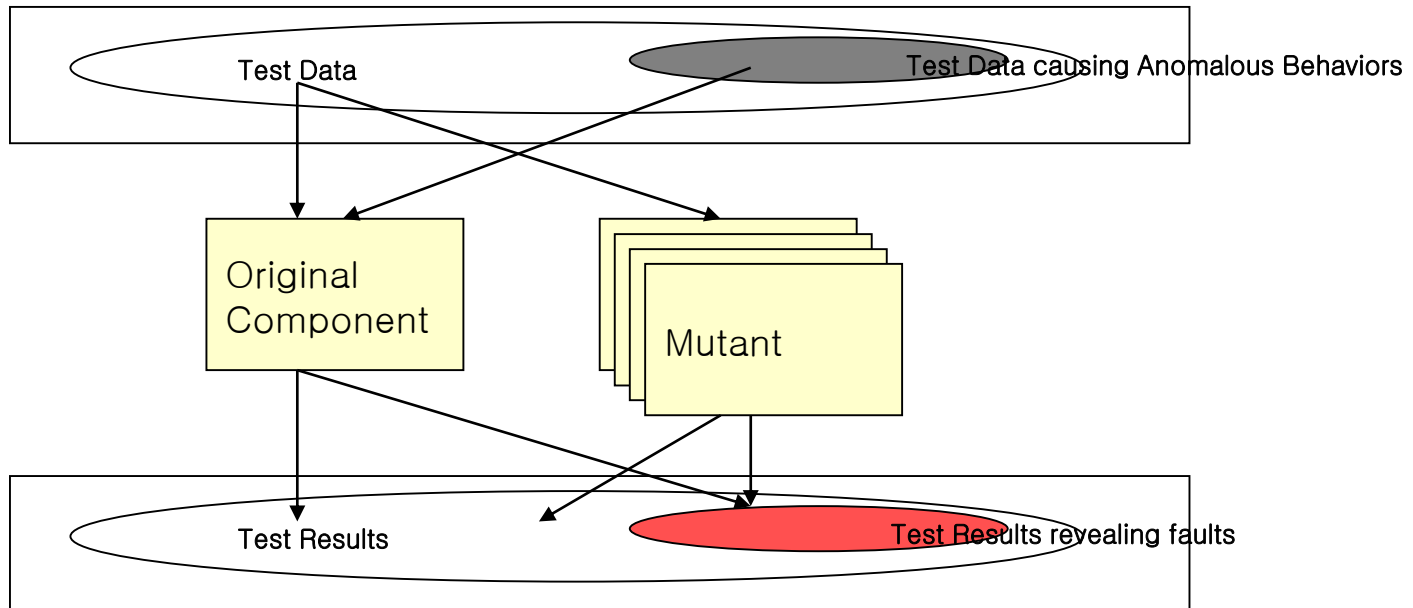 Test Data
Test Data causing Anomalous Behaviors
Original
Component
Mutant
Test Results
Test Results revealing faults